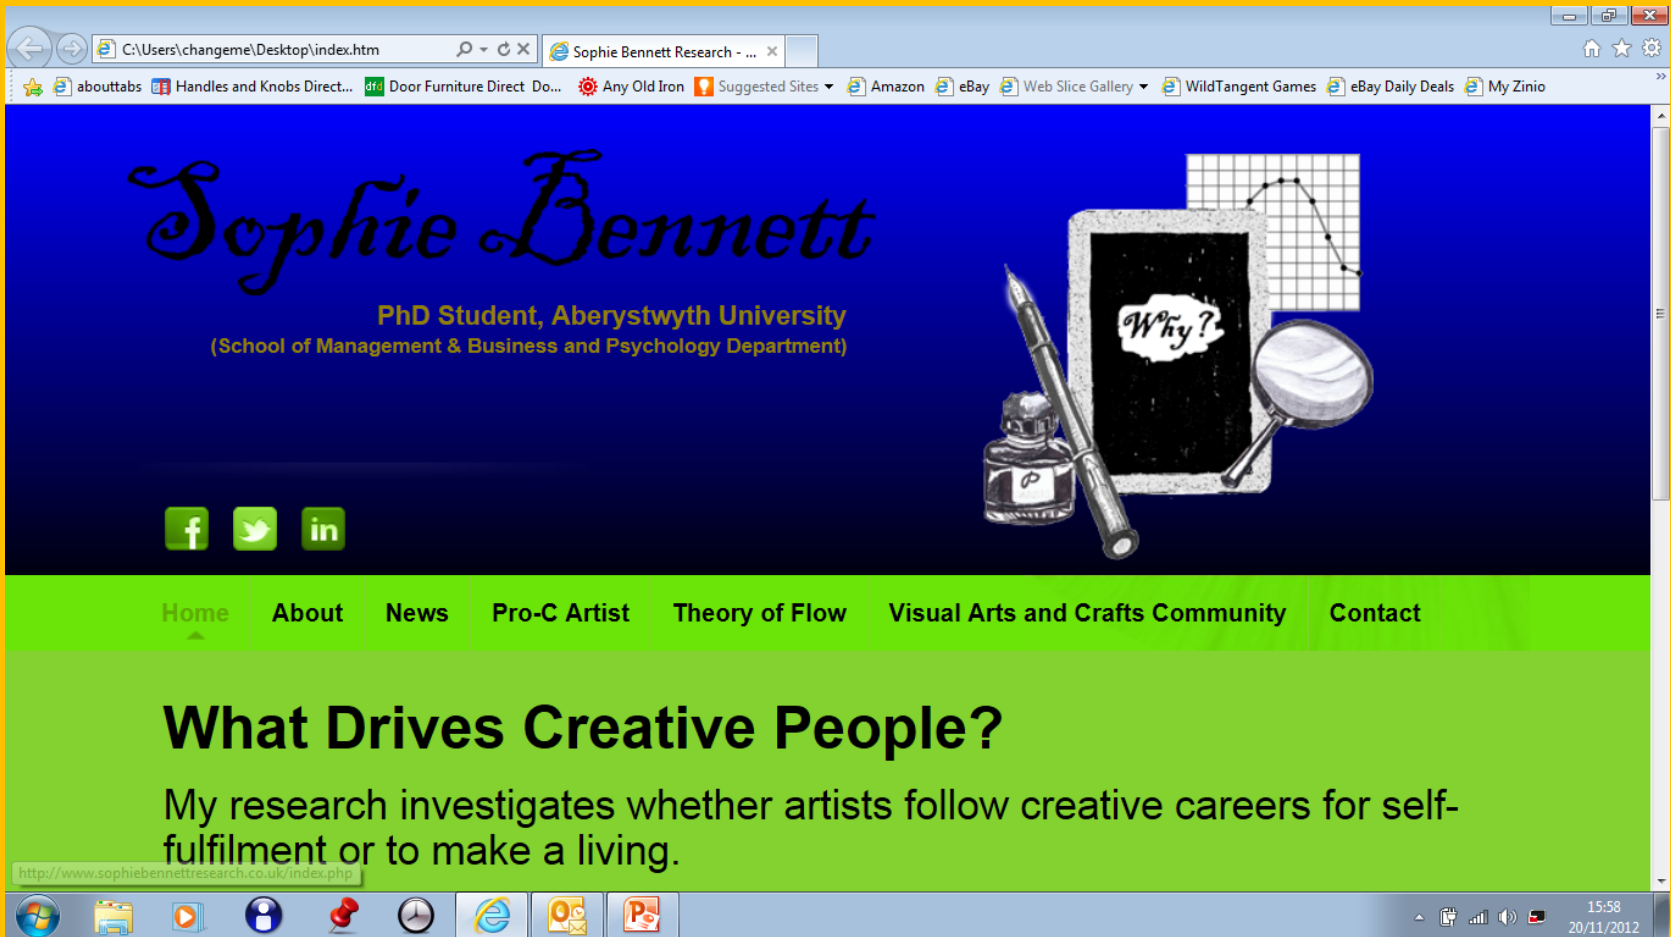 C:\Users\changeme\Desktop\index.htm
Sophie Bennett Research - ...
abouttabs Handles and Knobs Direct... dfd Door Furniture Direct Do... Any Old Iron Suggested Sites Amazon eBay Web Slice Gallery WildTangent Games eBay Daily Deals My Zinio
Sophie Bennett
PhD Student, Aberystwyth University
(School of Management & Business and Psychology Department)
Why?
P
f in
Home About News Pro-C Artist Theory of Flow Visual Arts and Crafts Community Contact
What Drives Creative People?
My research investigates whether artists follow creative careers for self-
fulfilment or to make a living.
http://www.sophiebennettresearch.co.uk/index.php
15:58
20/11/2012